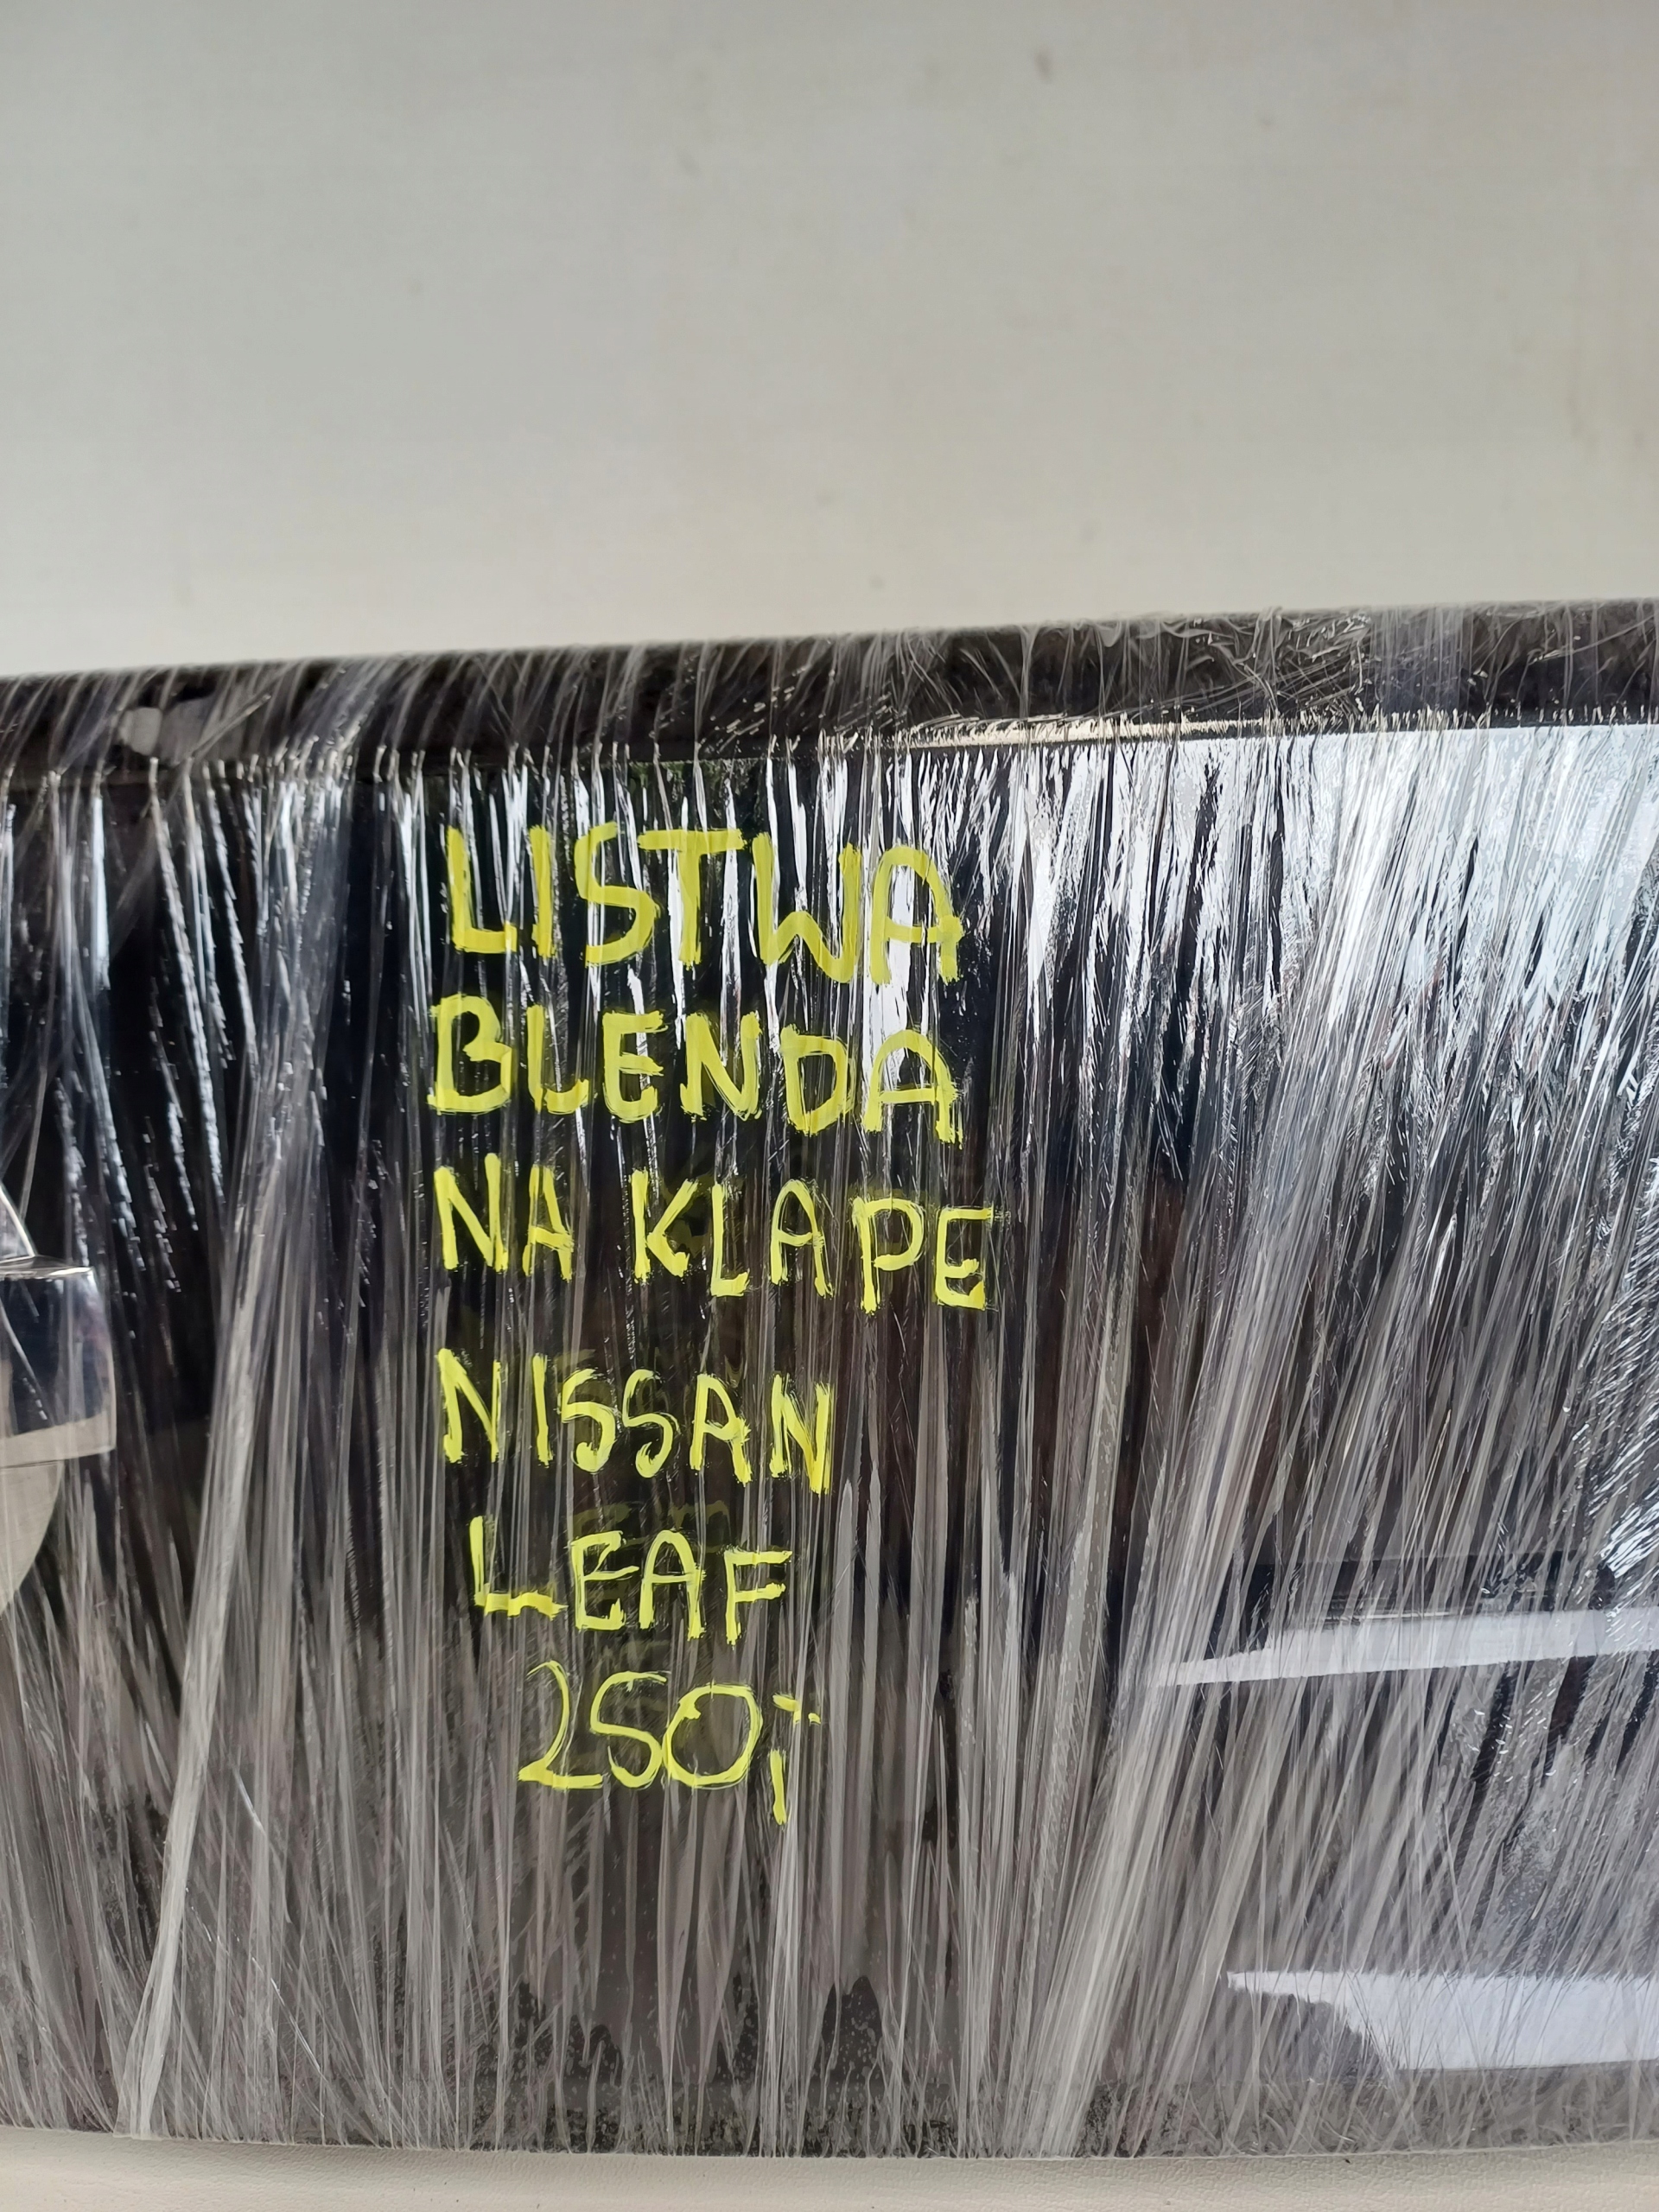 LISTWA
BLENDA
NA KLAPE
NISSAN
LEAF
250;-